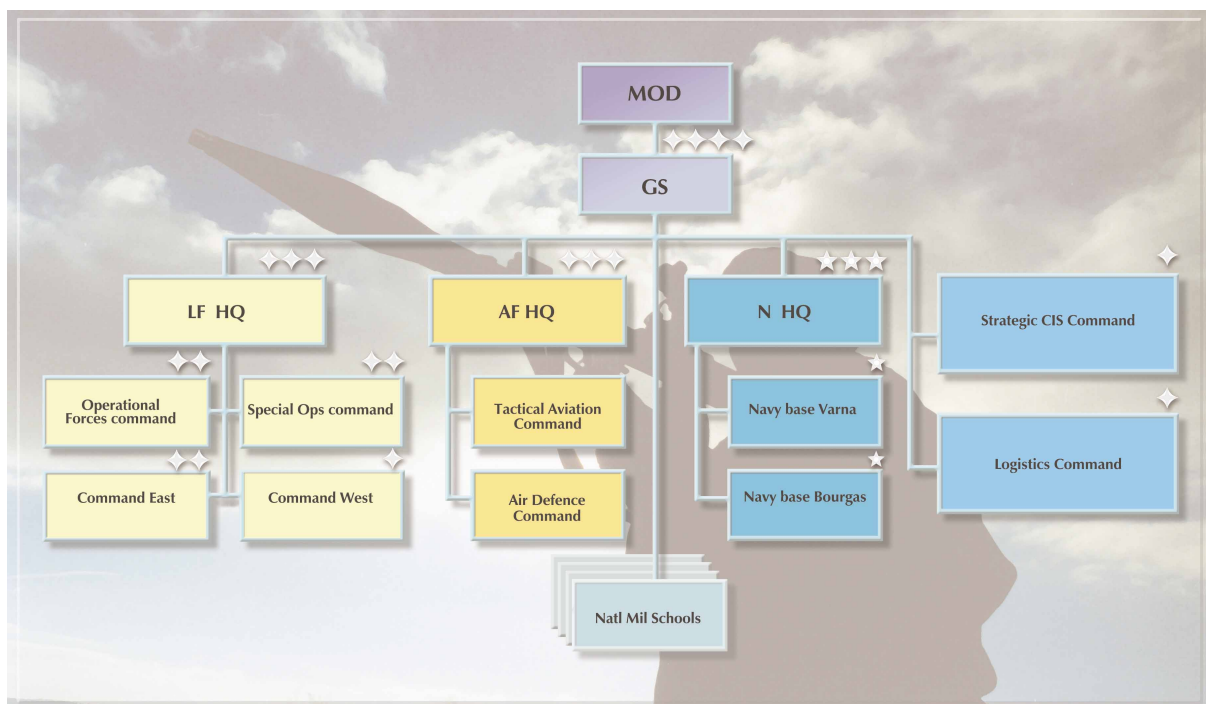 MOD
GS
LF HQ
AF HQ
N HQ
Strategic CIS Command
Operational
Forces command
Special Ops command
Tactical Aviation
Command
Navy base Varna
Logistics Command
Command East
Command West
Air Defence
Command
Navy base Bourgas
Natl Mil Schools